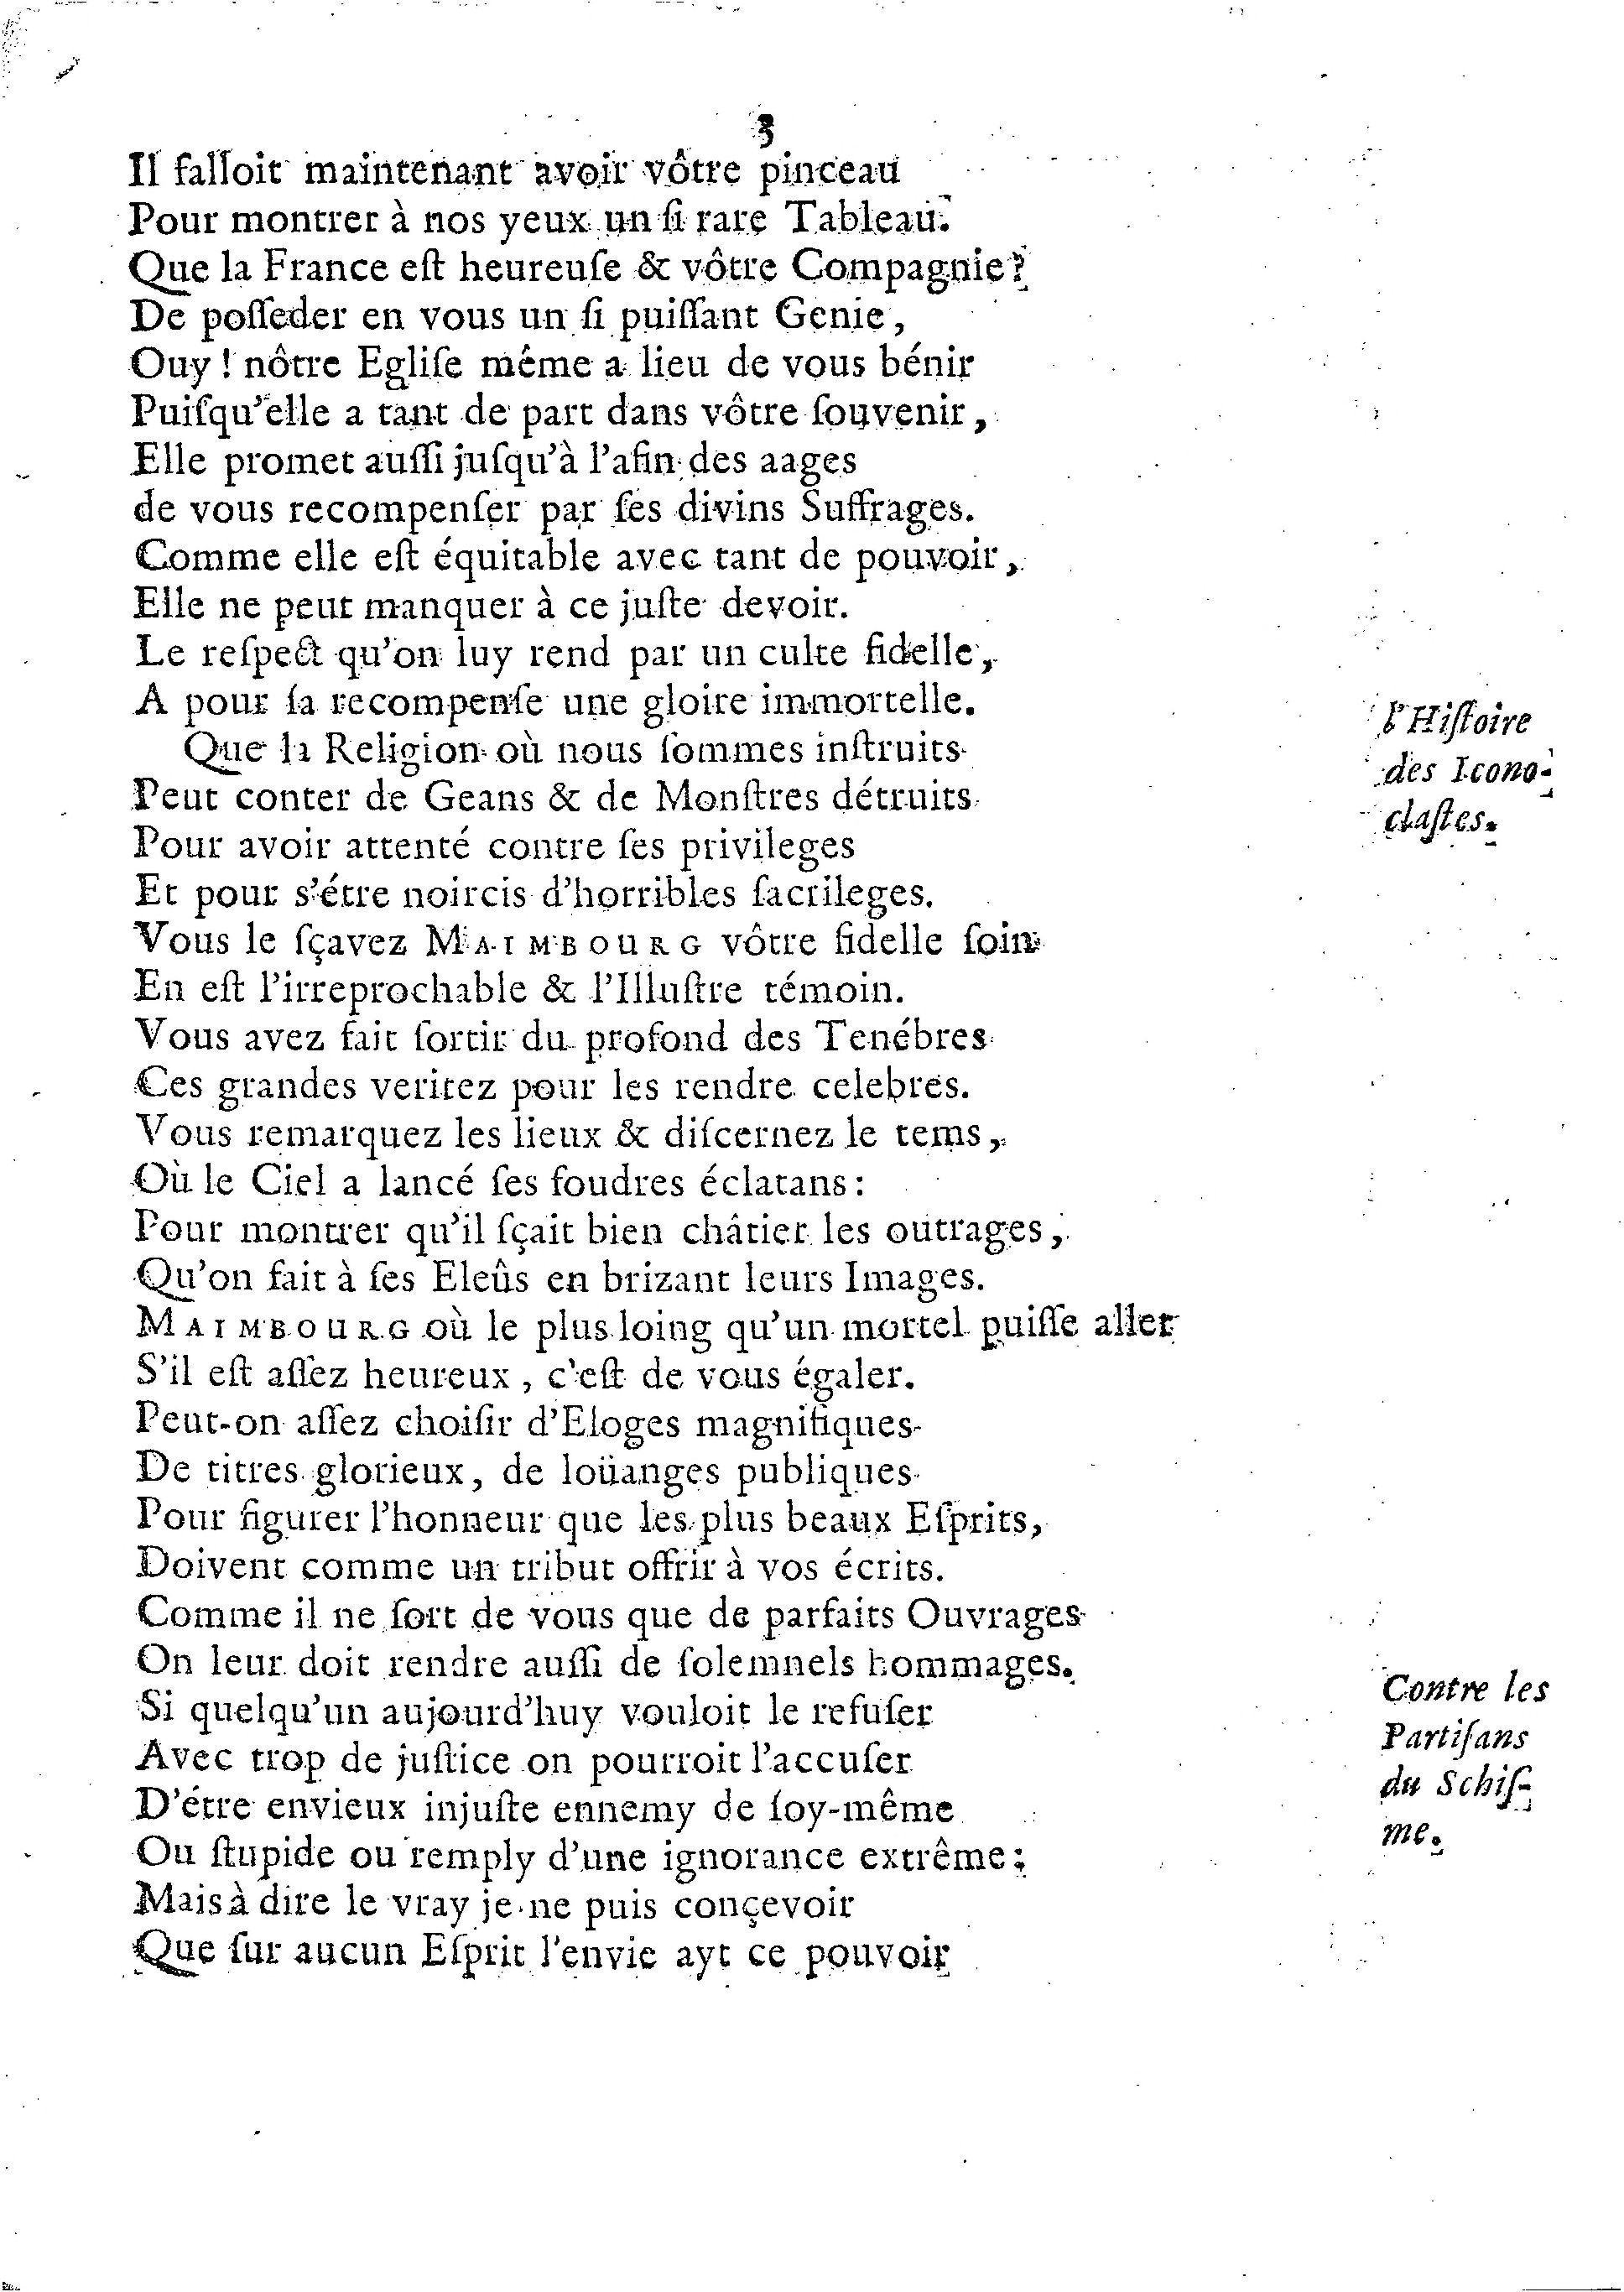 3
Il falloit maintenant avoir vôtre pinceau
Pour montrer à nos yeux un ſi rare Tableau.
Que la France eſt heureuſe & vôtre Compagnie?
De poſſeder en vous un ſi puiſſant Genie,
Ouy ! nôtre Egliſe même a lieu de vous bénir
Puiſqu'elle a tant de part dans vôtre ſouvenir,
Elle promet auſſi juſqu'à l'afin des aages
de vous recompenſer par ſes divins Suffrages.
Comme elle eſt équitable avec tant de pouvoir,
Elle ne peut manquer à ce juſte devoir.
Le reſpect qu'on luy rend par un culte fidelle,
A pour ſa recompenſe une gloire immortelle.
Que la Religion où nous ſommes inſtruits
Peut conter de Geans & de Monſtres détruits
Pour avoir attenté contre ſes privileges
Et pour s'étre noircis d'horribles ſacrileges.
Vous le ſçavez MAIMBOURG vôtre fidelle ſoin
En eſt l'irreprochable & l'Illuſtre témoin.
Vous avez fait ſortir du profond des Tenébres
Ces grandes veritez pour les rendre celebres.
Vous remarquez les lieux & diſcernez le tems,
Où le Ciel a lancé ſes foudres éclatans:
Pour montrer qu'il ſçait bien châtier les outrages,
Qu'on fait à ſes Eleûs en brizant leurs Images.
MAIMBOURG où le plus loing qu'un mortel puiſſe aller
S'il eſt aſſez heureux, c'eſt de vous égaler.
Peut-on aſſez choiſir d'Eloges magnifiques
De titres glorieux, de loüanges publiques
Pour figurer l'honneur que les plus beaux Eſprits,
Doivent comme un tribut offrir à vos écrits.
Comme il ne ſort de vous que de parfaits Ouvrages
On leur doit rendre auſſi de ſolemnels hommages.
Si quelqu'un aujourd'huy vouloit le refuſer
Avec trop de juſtice on pourroit l'accuſer
D'étre envieux injuſte ennemy de ſoy-même
Ou ſtupide ou remply d'une ignorance extrême;
Mais à dire le vray je ne puis conçevoir
Que ſur aucun Eſprit l'envie ayt ce pouvoir
l'Hiſtoire
des Icono-
claſtes.
Contre les
Partiſans
du Schiſ-
me.